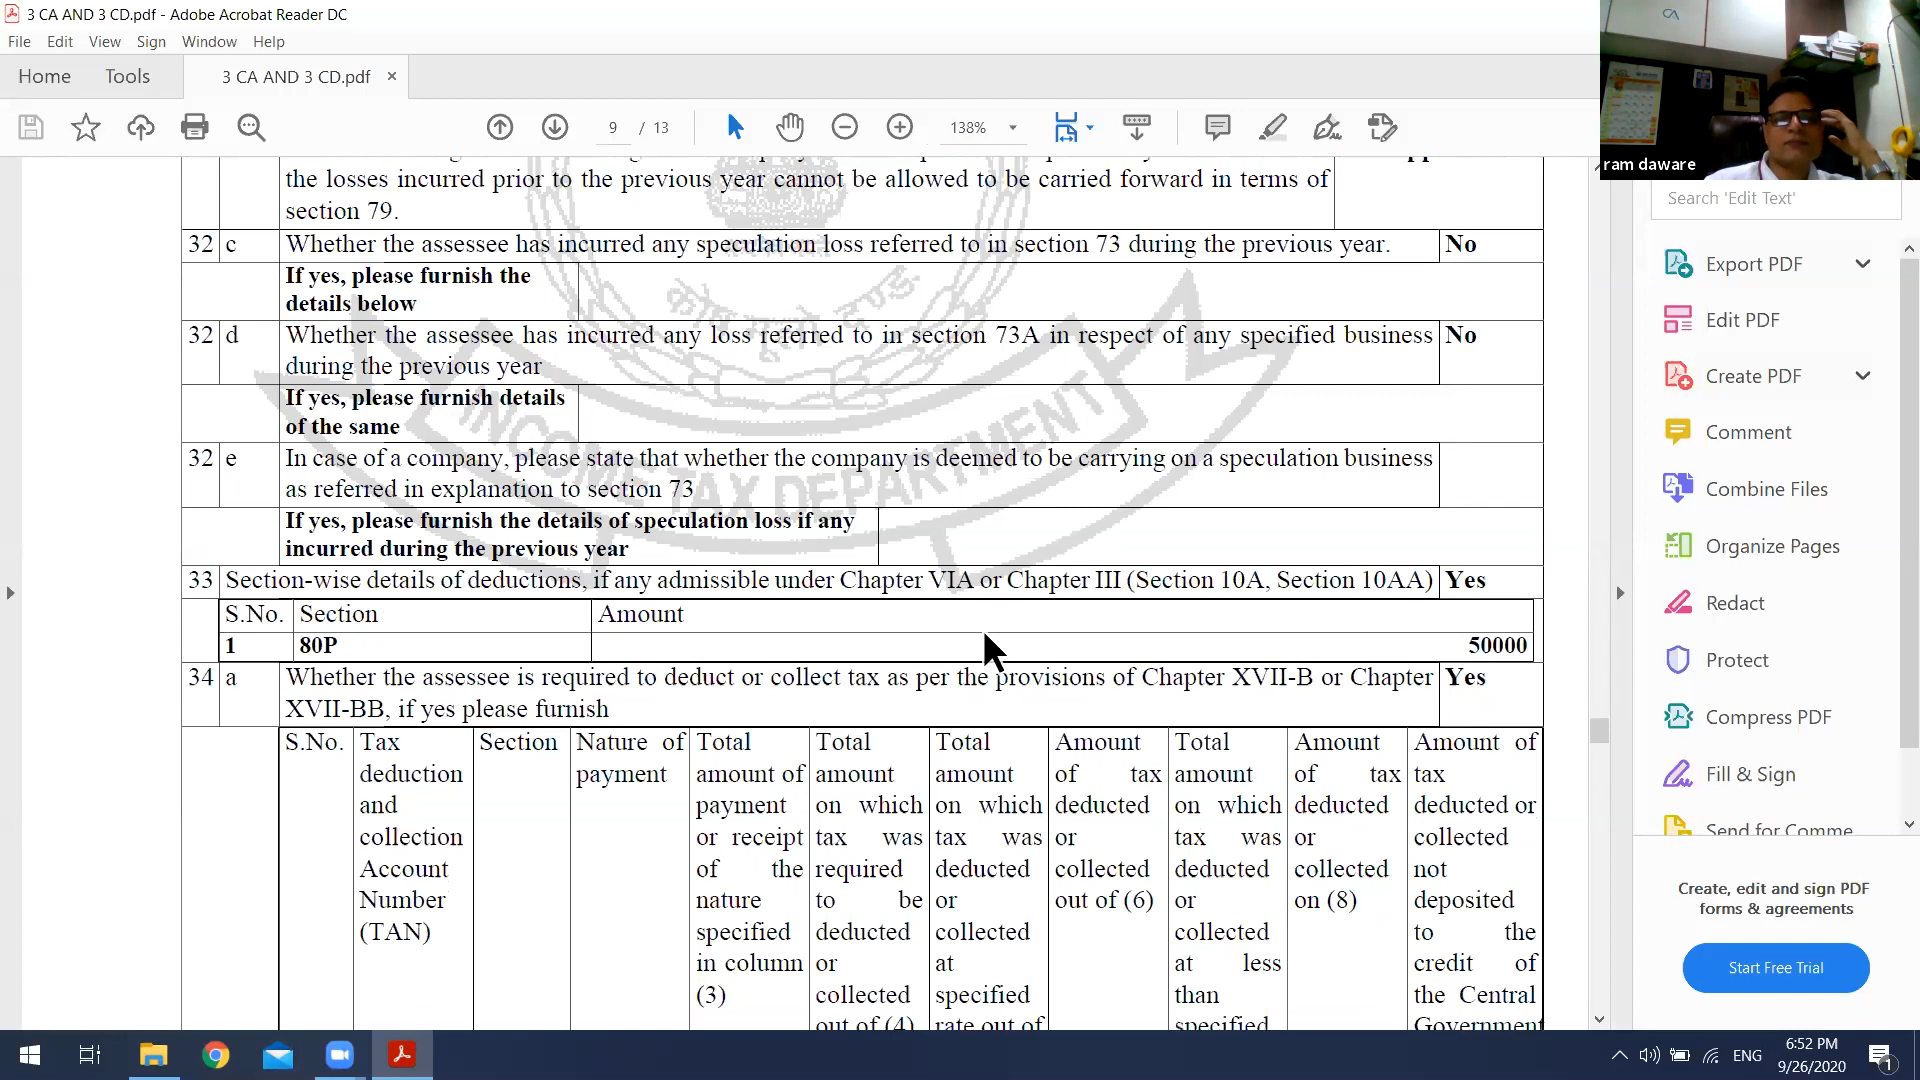 3 CA AND 3 CD.pdf - Adobe Acrobat Reader DC
File Edit View Sign Window Help
Home Tools 3 CA AND 3 CD.pdf ×
9 / 13 138%
CA
ram daware
the losses incurred prior to the previous year cannot be allowed to be carried forward in terms of
section 79.
32 c Whether the assessee has incurred any speculation loss referred to in section 73 during the previous year. No
If yes, please furnish the
details below
32 d Whether the assessee has incurred any loss referred to in section 73A in respect of any specified business No
during the previous year
If yes, please furnish details
of the same
32 e In case of a company, please state that whether the company is deemed to be carrying on a speculation business
as referred in explanation to section 73
If yes, please furnish the details of speculation loss if any
incurred during the previous year
33 Section-wise details of deductions, if any admissible under Chapter VIA or Chapter III (Section 10A, Section 10AA) Yes
S.No. Section Amount
1 80P 50000
34 a Whether the assessee is required to deduct or collect tax as per the provisions of Chapter XVII-B or Chapter Yes
XVII-BB, if yes please furnish
S.No. Tax Section Nature of Total Total Total Amount Total Amount Amount of
deduction payment amount of amount amount of tax amount of tax tax
and payment on which on which deducted on which deducted deducted or
collection or receipt tax was tax was or tax was or collected
Account of the required deducted collected deducted collected not
Number nature to be or out of (6) or on (8) deposited
(TAN) specified deducted collected collected to the
in column or at at less credit of
(3) collected specified than the Central
out of (4) rate out of specified Government
INCOME TAX DEPARTMENT
कोष मूलो दण्ड
Search 'Edit Text'
Export PDF
Edit PDF
Create PDF
Comment
Combine Files
Organize Pages
Redact
Protect
Compress PDF
Fill & Sign
Send for Comme
Create, edit and sign PDF
forms & agreements
Start Free Trial
ENG 6:52 PM
9/26/2020 1